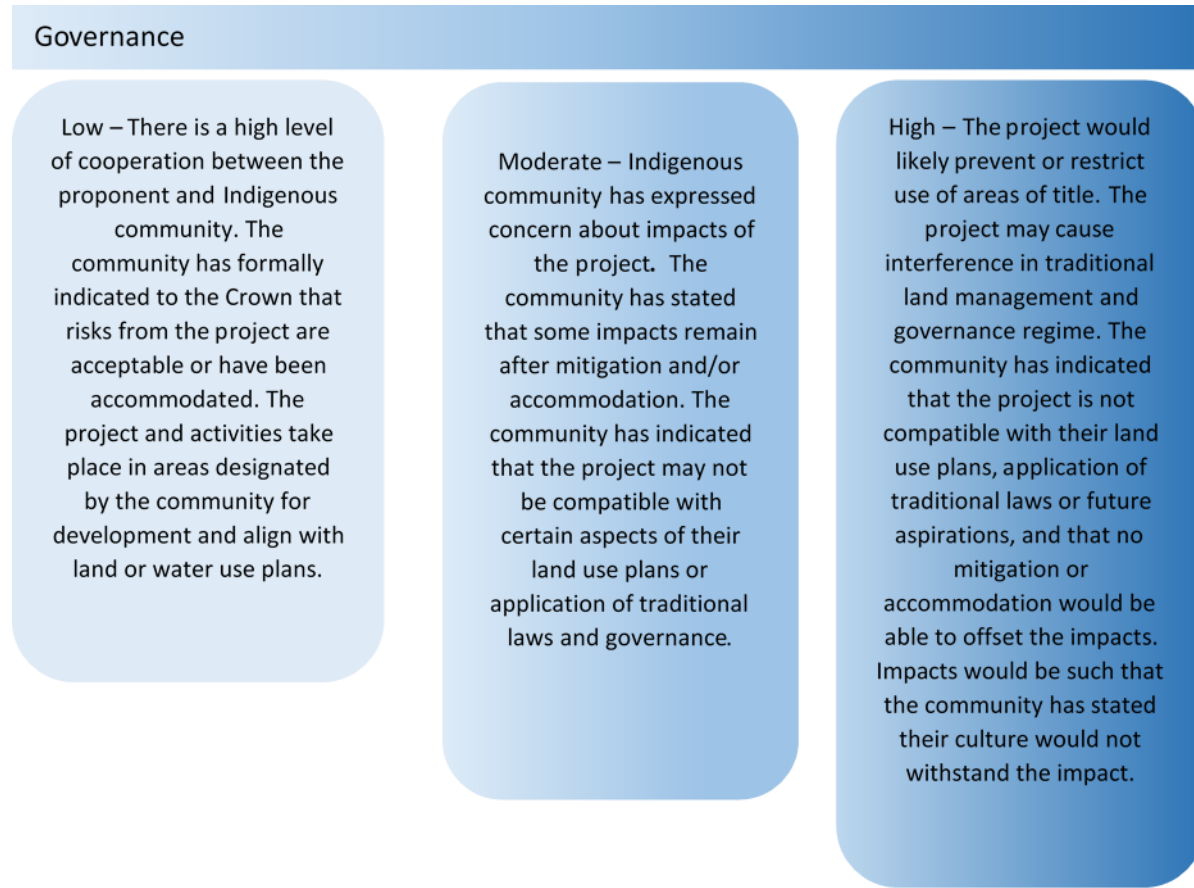 Governance
Low – There is a high level
of cooperation between the
proponent and Indigenous
community. The
community has formally
indicated to the Crown that
risks from the project are
acceptable or have been
accommodated. The
project and activities take
place in areas designated
by the community for
development and align with
land or water use plans.
Moderate – Indigenous
community has expressed
concern about impacts of
the project. The
community has stated
that some impacts remain
after mitigation and/or
accommodation. The
community has indicated
that the project may not
be compatible with
certain aspects of their
land use plans or
application of traditional
laws and governance.
High – The project would
likely prevent or restrict
use of areas of title. The
project may cause
interference in traditional
land management and
governance regime. The
community has indicated
that the project is not
compatible with their land
use plans, application of
traditional laws or future
aspirations, and that no
mitigation or
accommodation would be
able to offset the impacts.
Impacts would be such that
the community has stated
their culture would not
withstand the impact.